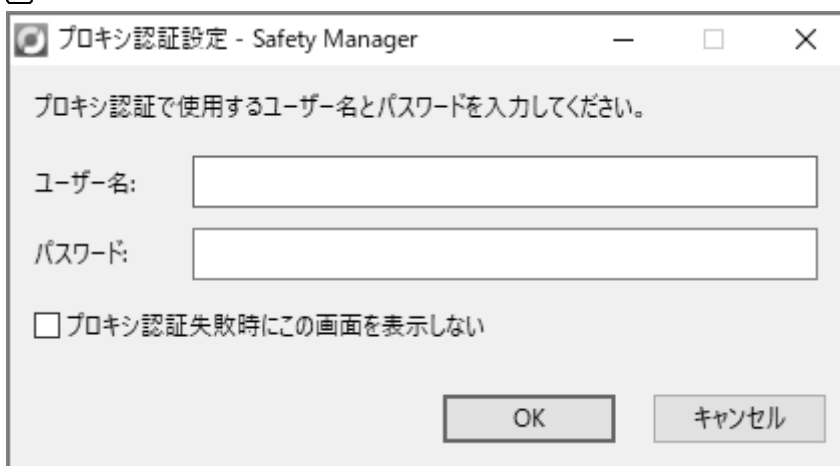 プロキシ認証設定 - Safety Manager
プロキシ認証で使用するユーザー名とパスワードを入力してください。
ユーザー名:
パスワード:
プロキシ認証失敗時にこの画面を表示しない
OK キャンセル